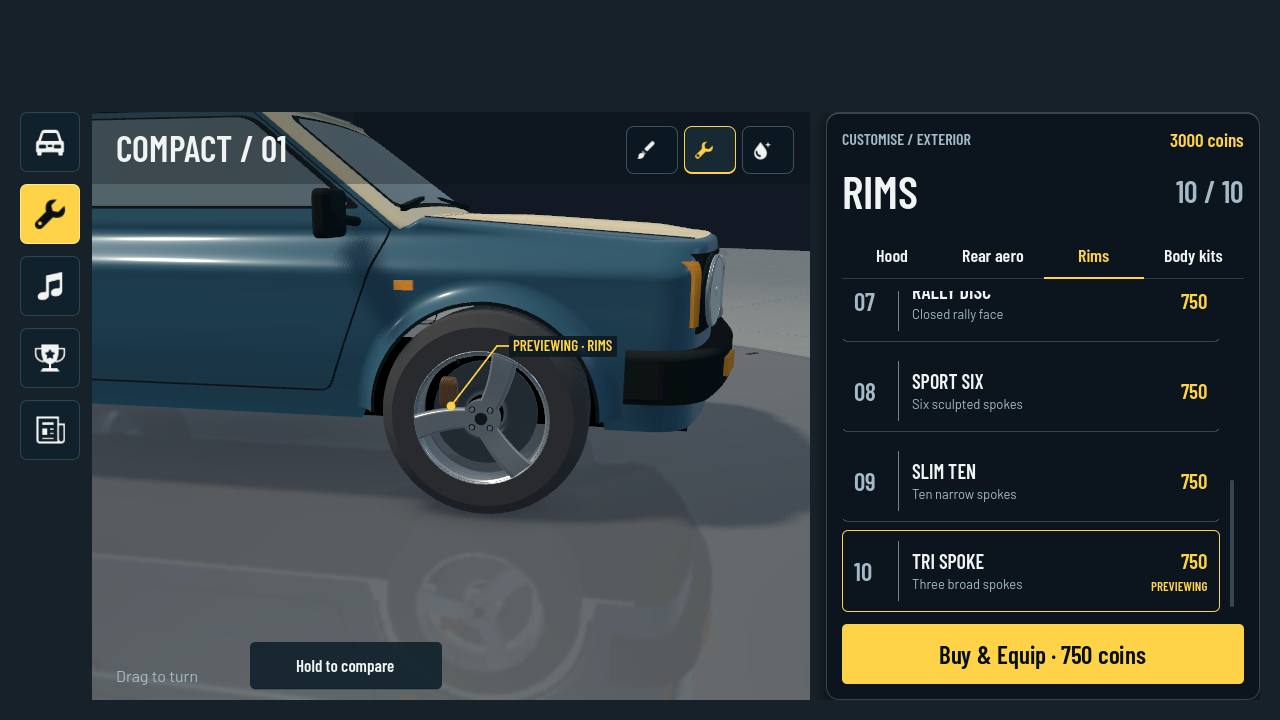 COMPACT / 01
PREVIEWING · RIMS
Drag to turn
Hold to compare
CUSTOMISE / EXTERIOR
3000 coins
RIMS
10 / 10
Hood
Rear aero
Rims
Body kits
07
RALLY DISC
Closed rally face
750
08
SPORT SIX
Six sculpted spokes
750
09
SLIM TEN
Ten narrow spokes
750
10
TRI SPOKE
Three broad spokes
750
PREVIEWING
Buy & Equip · 750 coins